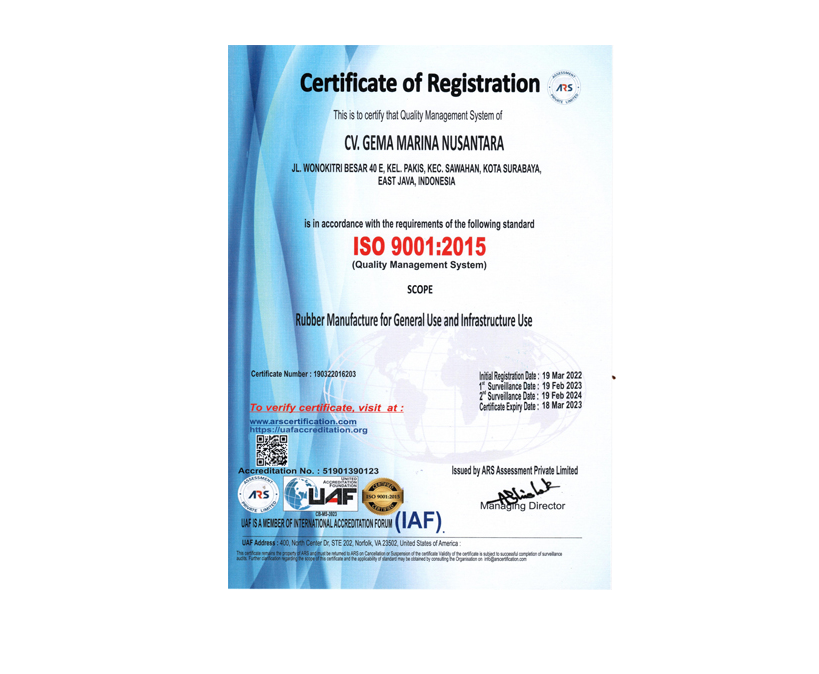 Certificate of Registration
ASSESSMENT
ARS
PRIVATE LIMITED
This is to certify that Quality Management System of
CV. GEMA MARINA NUSANTARA
JL. WONOKITRI BESAR 40 E, KEL. PAKIS, KEC. SAWAHAN, KOTA SURABAYA,
EAST JAVA, INDONESIA
is in accordance with the requirements of the following standard
ISO 9001:2015
(Quality Management System)
SCOPE
Rubber Manufacture for General Use and Infrastructure Use
Certificate Number : 190322016203
Initial Registration Date : 19 Mar 2022
1st Surveillance Date : 19 Feb 2023
2nd Surveillance Date : 19 Feb 2024
Certificate Expiry Date : 18 Mar 2023
To verify certificate, visit at :
www.arscertification.com
https://uafaccreditation.org
Accreditation No. : 51901390123
Issued by ARS Assessment Private Limited
Managing Director
ASSESSMENT
ARS
PRIVATE LIMITED
UNITED
ACCREDITATION
FOUNDATION
UAF
CERTIFIED
ISO 9001:2015
CERTIFIED
UAF IS A MEMBER OF INTERNATIONAL ACCREDITATION FORUM (IAF).
UAF Address : 400, North Center Dr, STE 202, Norfolk, VA 23502, United States of America :
This certificate remains the property of ARS and must be returned to ARS on Cancellation or Suspension of the certificate Validity of the certificate is subject to successful completion of surveillance
audits. Further clarification regarding the scope of this certificate and the applicability of standard may be obtained by consulting the Organisation on info@arscertification.com